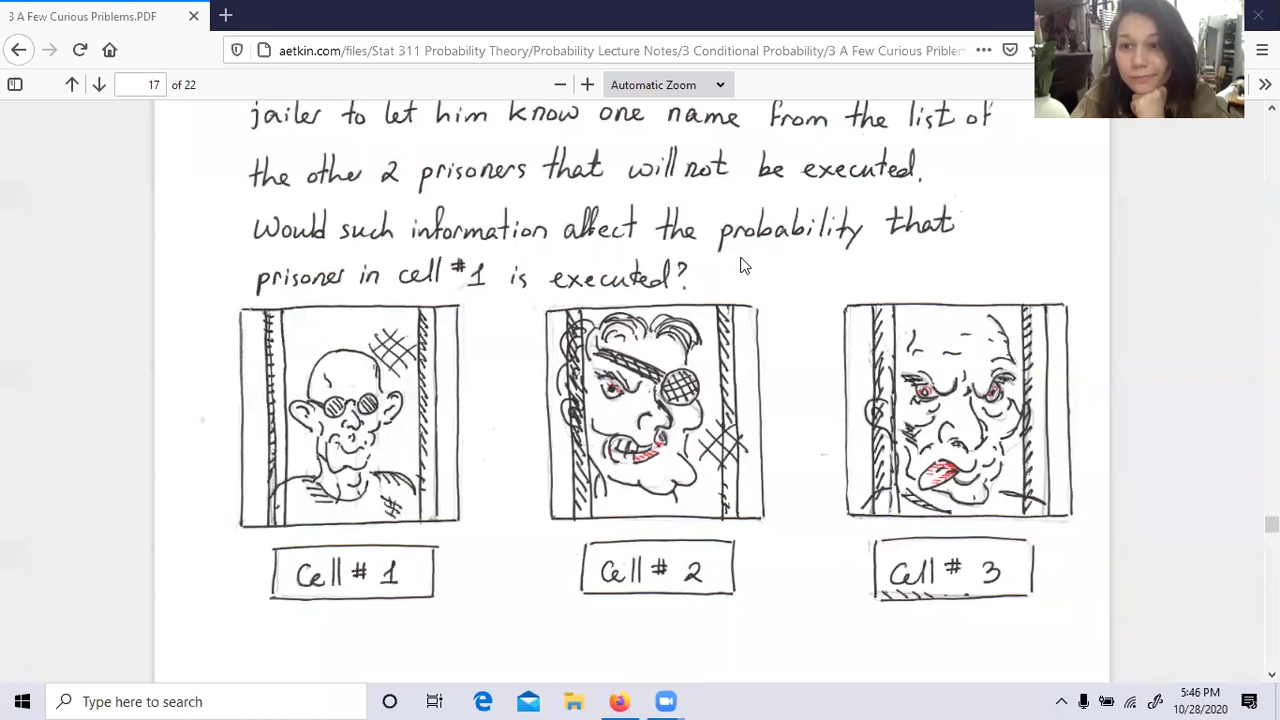 3 A Few Curious Priblems.PDF
aetkin.com/files/Stat 311 Probability Theory/Probability Lecture Notes/3 Conditional Probability/3 A Few Curious Priblem
17 of 22
Automatic Zoom
jailer to let him know one name from the list of
the other 2 prisoners that will not be executed.
Would such information affect the probability that
prisoner in cell #1 is executed?
Cell # 1
Cell # 2
Cell # 3
Type here to search
5:46 PM
10/28/2020